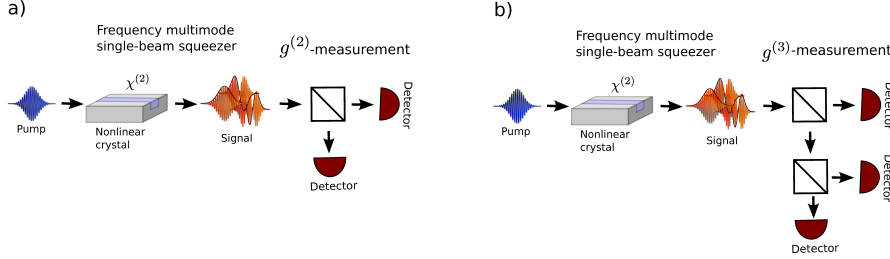 a)
Frequency multimode
single-beam squeezer
g^{(2)}-measurement
χ^{(2)}
Pump
Nonlinear
crystal
Signal
Detector
Detector
b)
Frequency multimode
single-beam squeezer
g^{(3)}-measurement
χ^{(2)}
Pump
Nonlinear
crystal
Signal
Detector
Detector
Detector